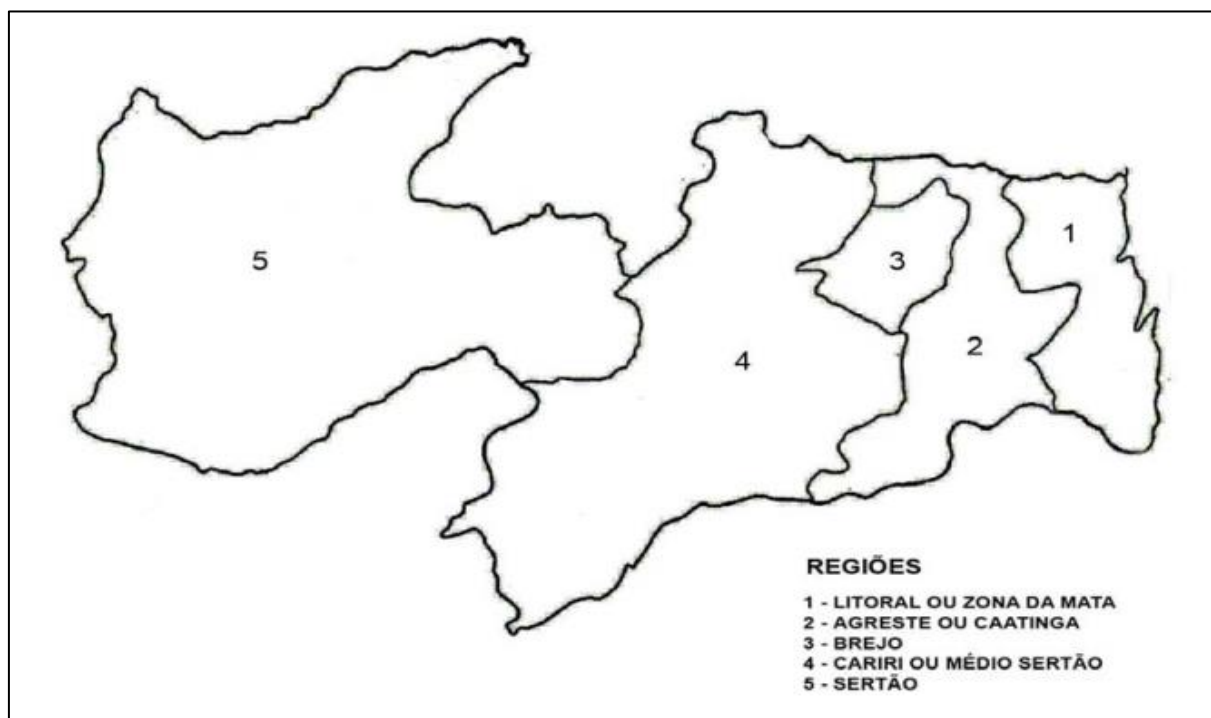 5
1
3
2
4
REGIÕES
1 - LITORAL OU ZONA DA MATA
2 - AGRESTE OU CAATINGA
3 - BREJO
4 - CARIRI OU MÉDIO SERTÃO
5 - SERTÃO